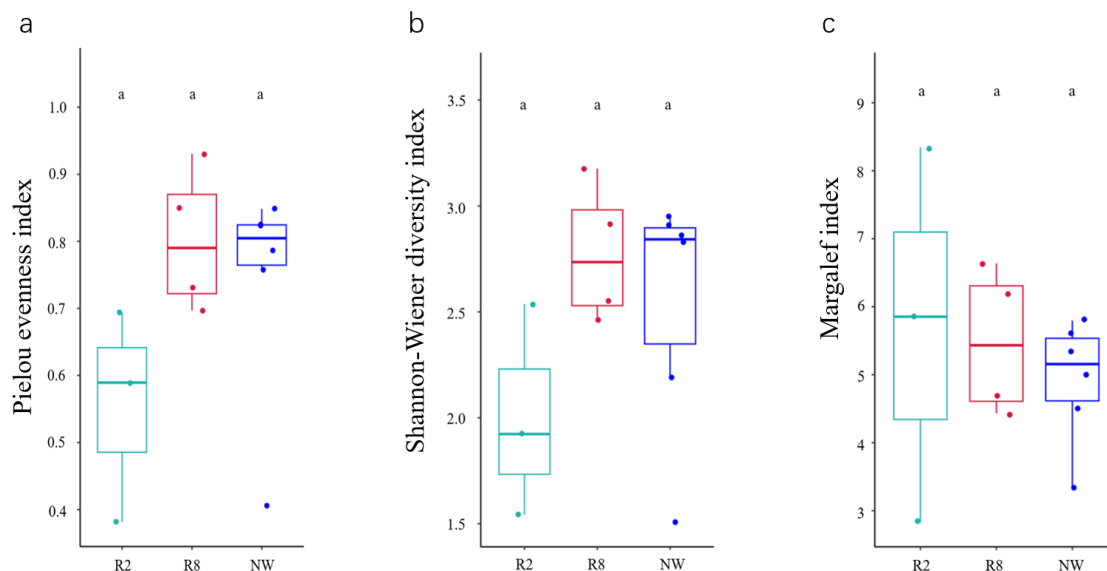 a
b
c
Pielou evenness index
1.0
0.9
0.8
0.7
0.6
0.5
0.4
a a a
R2 R8 NW
Shannon-Wiener diversity index
3.5
3.0
2.5
2.0
1.5
a a a
R2 R8 NW
Margalef index
9
8
7
6
5
4
3
a a a
R2 R8 NW